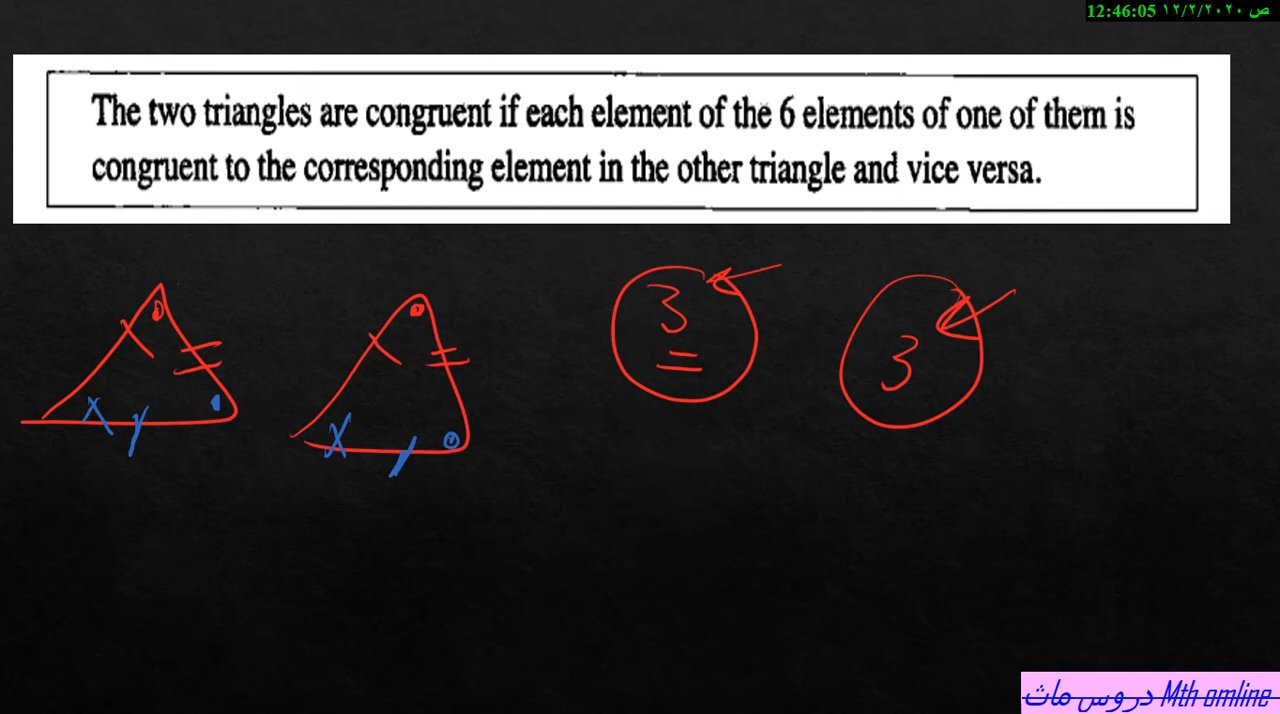 12:46:05 ١٢/٢/٢٠٢٠ ص
The two triangles are congruent if each element of the 6 elements of one of them is
congruent to the corresponding element in the other triangle and vice versa.
3
3
x
x
دروس ماث Mth omline